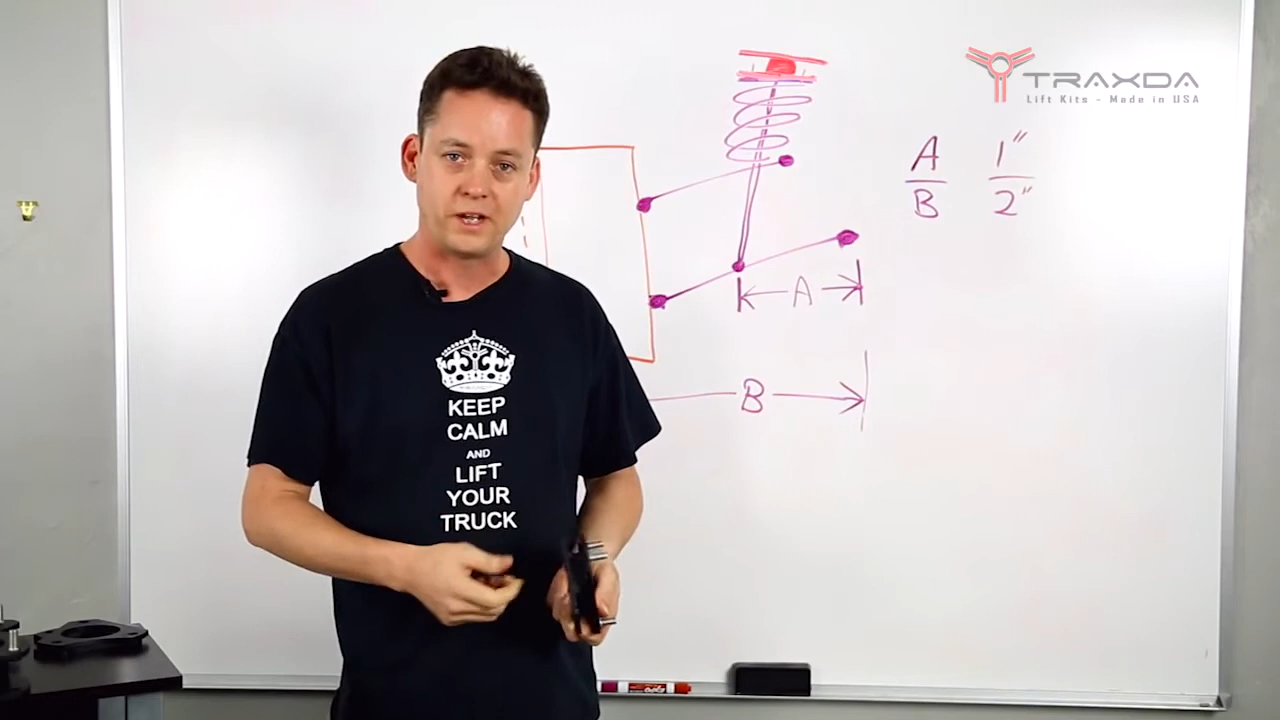 TRAXDA
Lift Kits - Made in USA
A 1"
B 2"
A
B
KEEP
CALM
AND
LIFT
YOUR
TRUCK